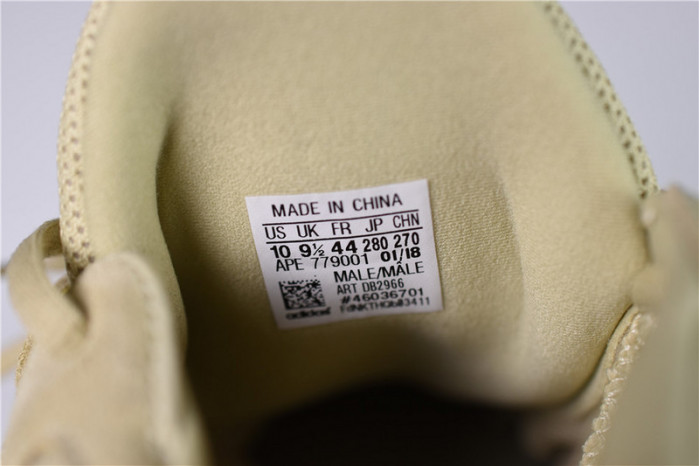 MADE IN CHINA
US UK FR JP CHN
10 9½ 44 280 270
APE 779001 01/18
MALE/MÂLE
ART DB2966
#46036701
adidas